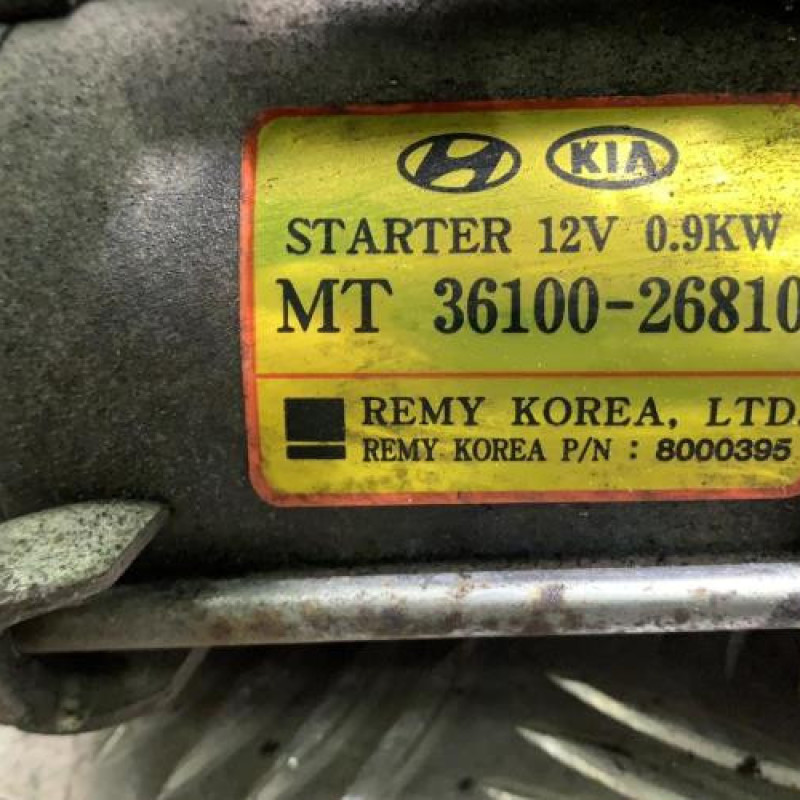 KIA
STARTER 12V 0.9KW
MT 36100-26810
REMY KOREA, LTD.
REMY KOREA P/N : 8000395